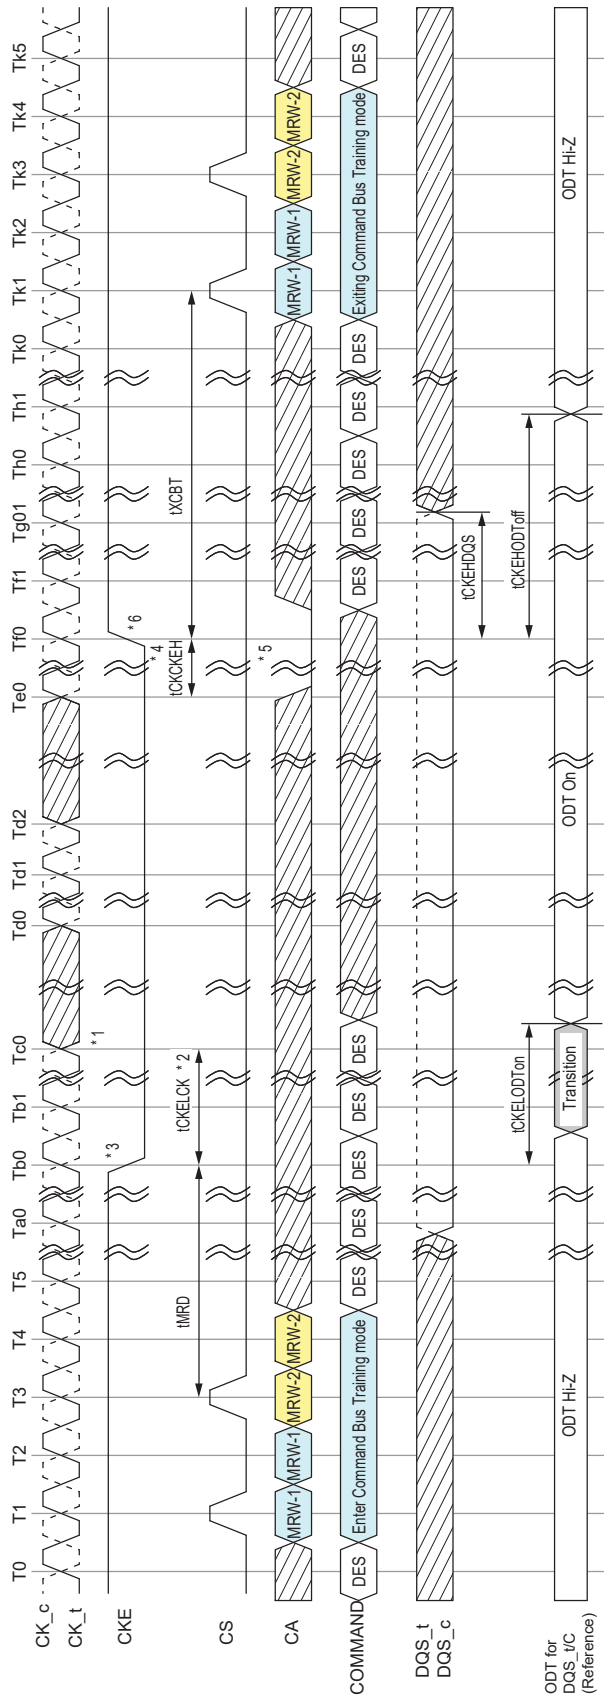 T0 T1 T2 T3 T4 T5 Ta0 Tb0 Tb1 Tc0 Td0 Td1 Td2 Te0 Tf0 Tf1 Tg01 Th0 Th1 Tk0 Tk1 Tk2 Tk3 Tk4 Tk5
CK_c
CK_t
CKE
*3
*1
*6
tMRD
tCKELCK *2
*4
tCKCKEH
tXCBT
CS
*5
CA
MRW-1 MRW-1 MRW-2 MRW-2 MRW-1 MRW-1 MRW-2 MRW-2
COMMAND
DES Enter Command Bus Training mode DES DES DES DES DES DES DES DES DES DES Exiting Command Bus Training mode DES
DQS_t
DQS_c
tCKEHDQS
tCKELODTon
tCKEHODToff
ODT for
DQS_t/C
(Reference)
ODT Hi-Z Transition ODT On ODT Hi-Z